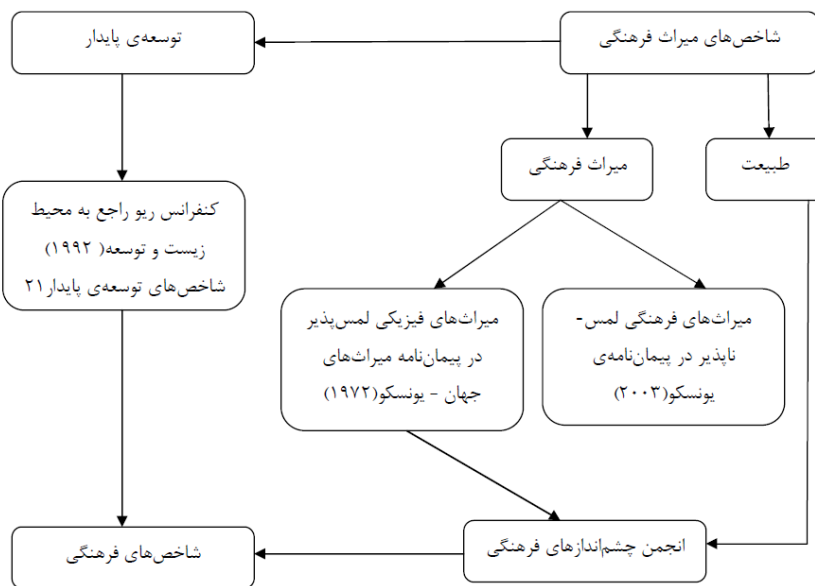 شاخص‌های میراث فرهنگی
توسعه‌ی پایدار
میراث فرهنگی
طبیعت
کنفرانس ریو راجع به محیط
زیست و توسعه( ۱۹۹۲)
شاخص‌های توسعه‌ی پایدار۲۱
میراث‌های فیزیکی لمس‌پذیر
در پیمان‌نامه میراث‌های
جهان - یونسکو(۱۹۷۲)
میراث‌های فرهنگی لمس-
ناپذیر در پیمان‌نامه‌ی
یونسکو(۲۰۰۳)
انجمن چشم‌اندازهای فرهنگی
شاخص‌های فرهنگی